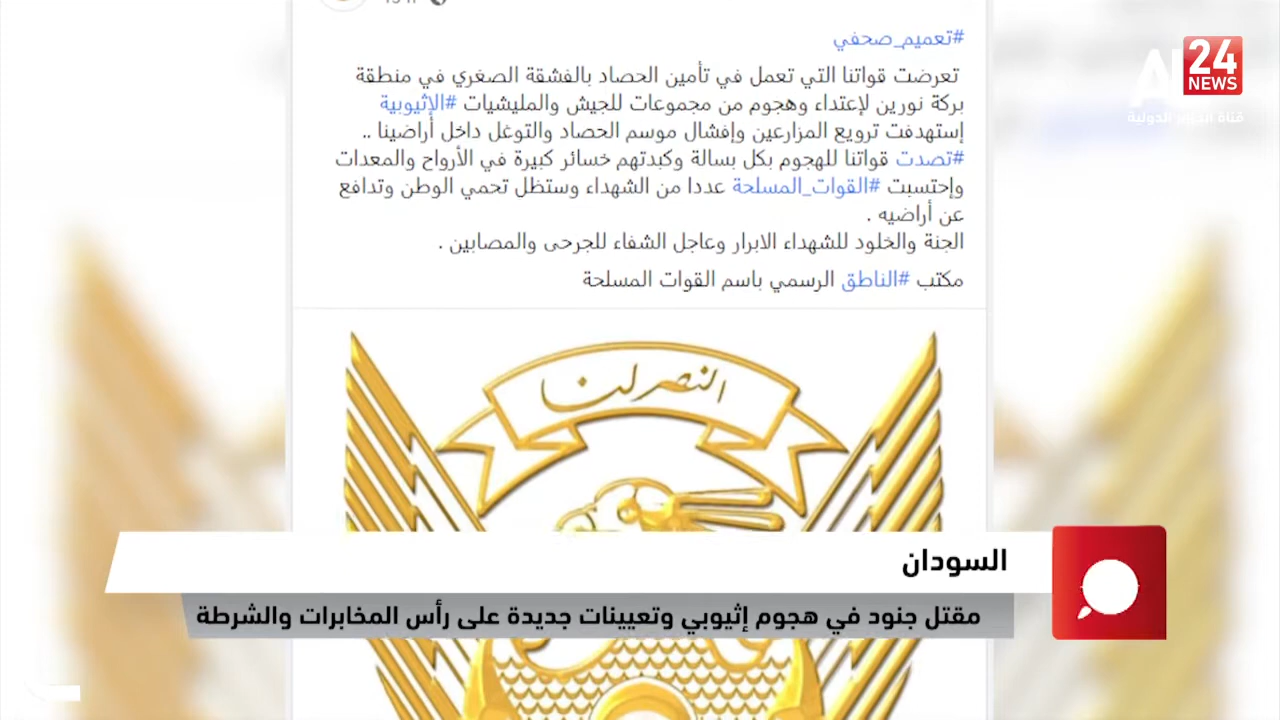 #تعميم_صحفي
تعرضت قواتنا التي تعمل في تأمين الحصاد بالفشقة الصغري في منطقة
بركة نورين لإعتداء وهجوم من مجموعات للجيش والمليشيات #الإثيوبية
إستهدفت ترويع المزارعين وإفشال موسم الحصاد والتوغل داخل أراضينا ..
#تصدت قواتنا للهجوم بكل بسالة وكبدتهم خسائر كبيرة في الأرواح والمعدات
وإحتسبت #القوات_المسلحة عددا من الشهداء وستظل تحمي الوطن وتدافع
عن أراضيه .
الجنة والخلود للشهداء الابرار وعاجل الشفاء للجرحى والمصابين .
مكتب #الناطق الرسمي باسم القوات المسلحة
النصر لنا
24
NEWS
قناة الجزائر الدولية
السودان
مقتل جنود في هجوم إثيوبي وتعيينات جديدة على رأس المخابرات والشرطة